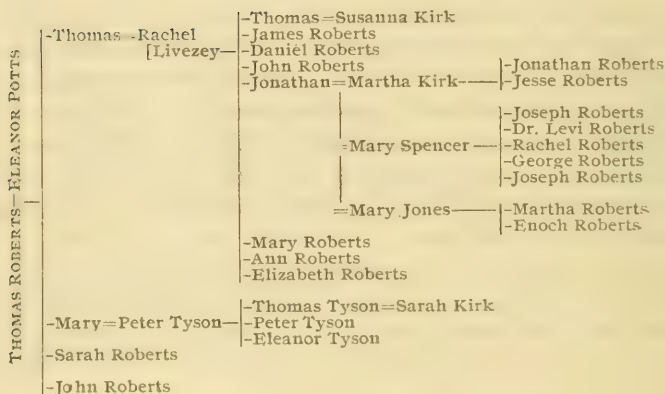 THOMAS ROBERTS—ELEANOR POTTS
-Thomas -Rachel [Livezey—
-Thomas=Susanna Kirk
-James Roberts
-Daniel Roberts
-John Roberts
-Jonathan=Martha Kirk—
-Jonathan Roberts
-Jesse Roberts
=Mary Spencer—
-Joseph Roberts
-Dr. Levi Roberts
-Rachel Roberts
-George Roberts
-Joseph Roberts
=Mary Jones—
-Martha Roberts
-Enoch Roberts
-Mary Roberts
-Ann Roberts
-Elizabeth Roberts
-Mary=Peter Tyson—
-Thomas Tyson=Sarah Kirk
-Peter Tyson
-Eleanor Tyson
-Sarah Roberts
-John Roberts